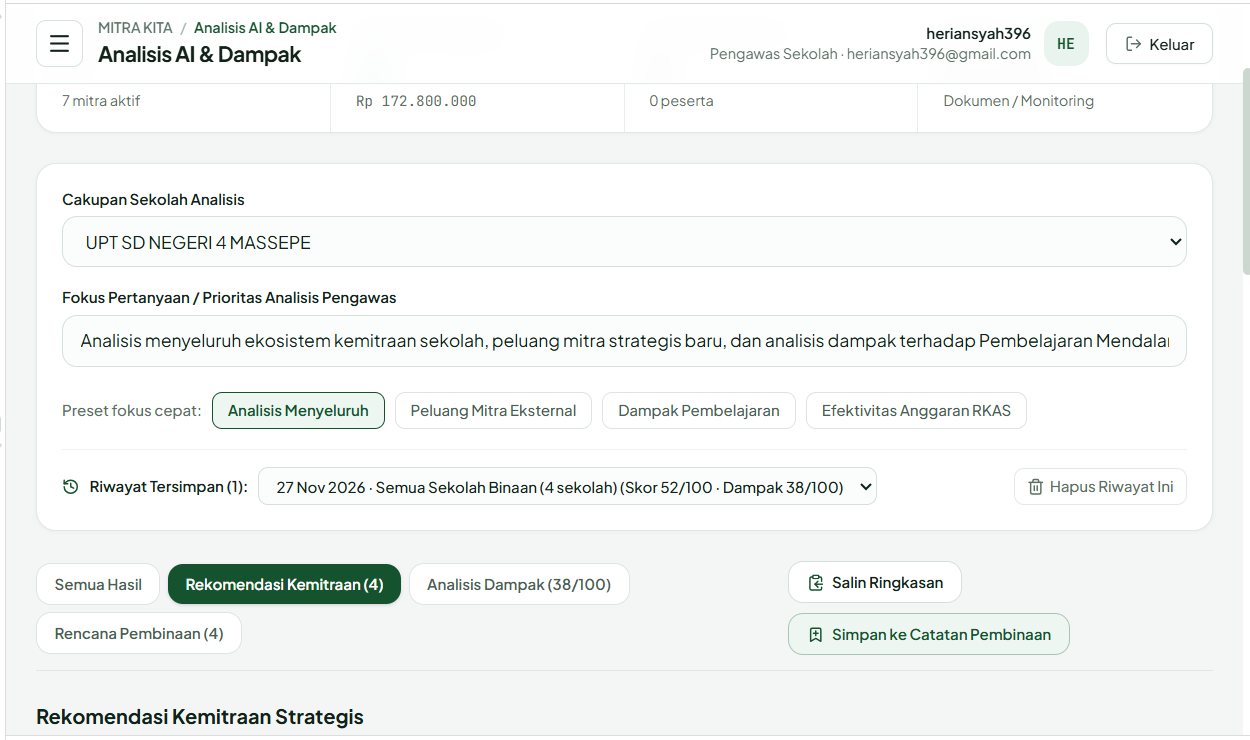 MITRA KITA / Analisis AI & Dampak
Analisis AI & Dampak
heriansyah396
Pengawas Sekolah · heriansyah396@gmail.com
HE
Keluar
7 mitra aktif
Rp 172.800.000
0 peserta
Dokumen / Monitoring
Cakupan Sekolah Analisis
UPT SD NEGERI 4 MASSEPE
Fokus Pertanyaan / Prioritas Analisis Pengawas
Analisis menyeluruh ekosistem kemitraan sekolah, peluang mitra strategis baru, dan analisis dampak terhadap Pembelajaran Mendalai
Preset fokus cepat: Analisis Menyeluruh Peluang Mitra Eksternal Dampak Pembelajaran Efektivitas Anggaran RKAS
Riwayat Tersimpan (1): 27 Nov 2026 · Semua Sekolah Binaan (4 sekolah) (Skor 52/100 · Dampak 38/100) Hapus Riwayat Ini
Semua Hasil Rekomendasi Kemitraan (4) Analisis Dampak (38/100)
Rencana Pembinaan (4)
Salin Ringkasan
Simpan ke Catatan Pembinaan
Rekomendasi Kemitraan Strategis